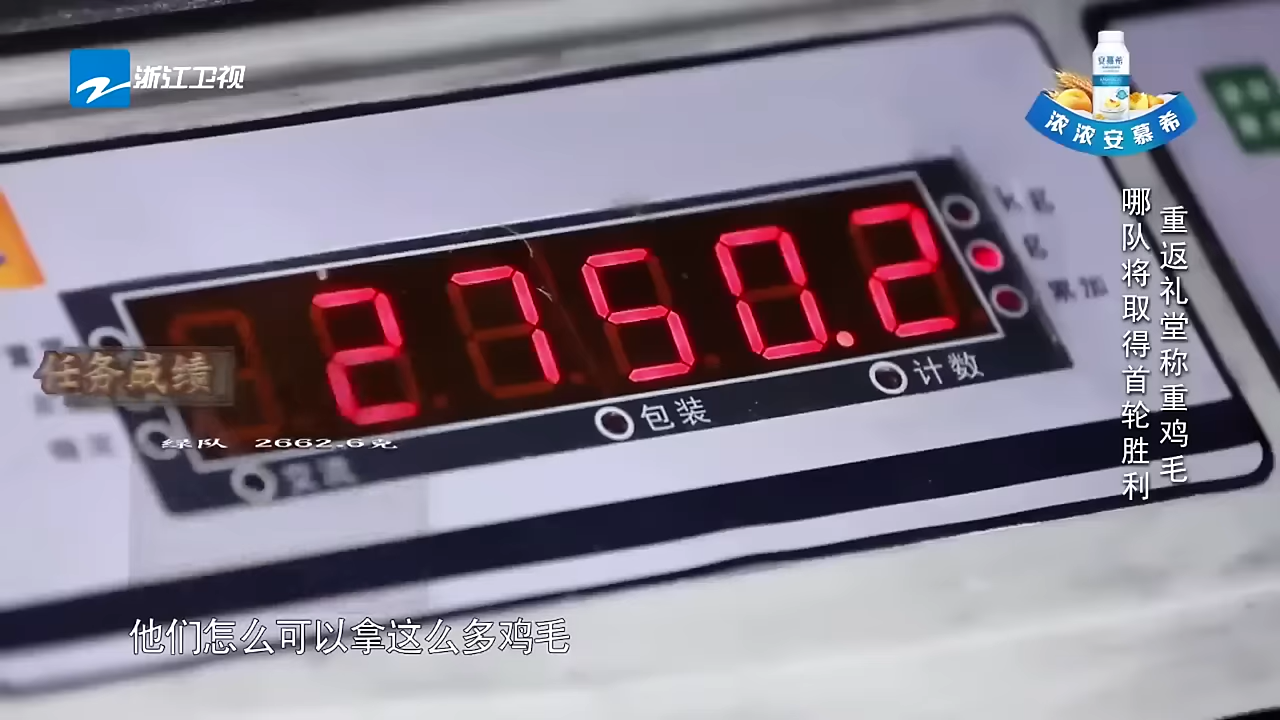 浙江卫视
安慕希
浓浓安慕希
重返礼堂称重鸡毛
哪队将取得首轮胜利
2750.2
kg
g
累加
计数
包装
任务成绩
绿队 2662.6克
他们怎么可以拿这么多鸡毛